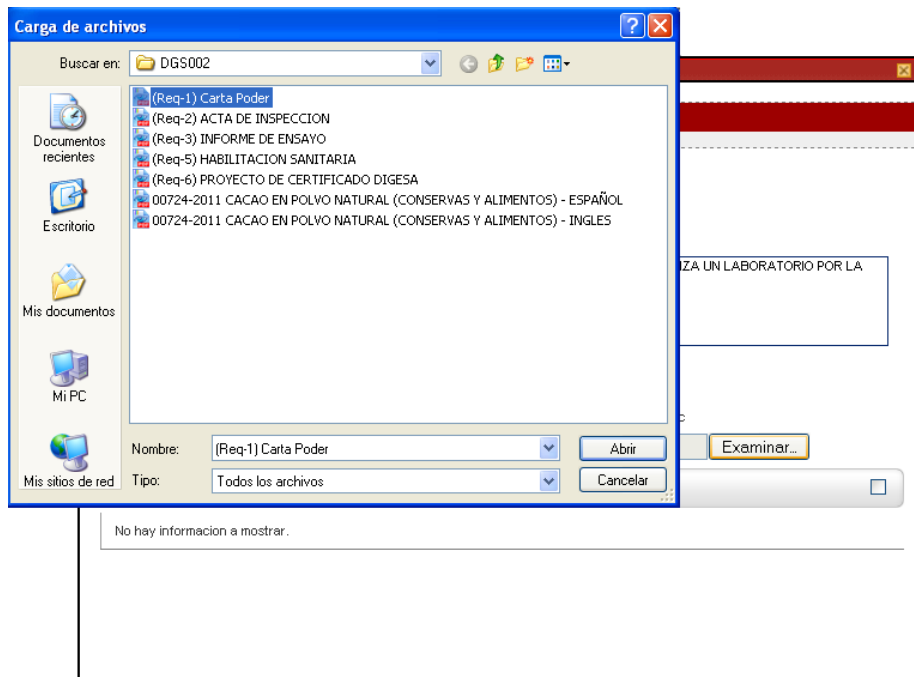 Carga de archivos
Buscar en: DGS002
(Req-1) Carta Poder
(Req-2) ACTA DE INSPECCION
(Req-3) INFORME DE ENSAYO
(Req-5) HABILITACION SANITARIA
(Req-6) PROYECTO DE CERTIFICADO DIGESA
00724-2011 CACAO EN POLVO NATURAL (CONSERVAS Y ALIMENTOS) - ESPAÑOL
00724-2011 CACAO EN POLVO NATURAL (CONSERVAS Y ALIMENTOS) - INGLES
Documentos
recientes
Escritorio
Mis documentos
Mi PC
Mis sitios de red
Nombre: (Req-1) Carta Poder Abrir
Tipo: Todos los archivos Cancelar
IZA UN LABORATORIO POR LA
Examinar...
No hay informacion a mostrar.